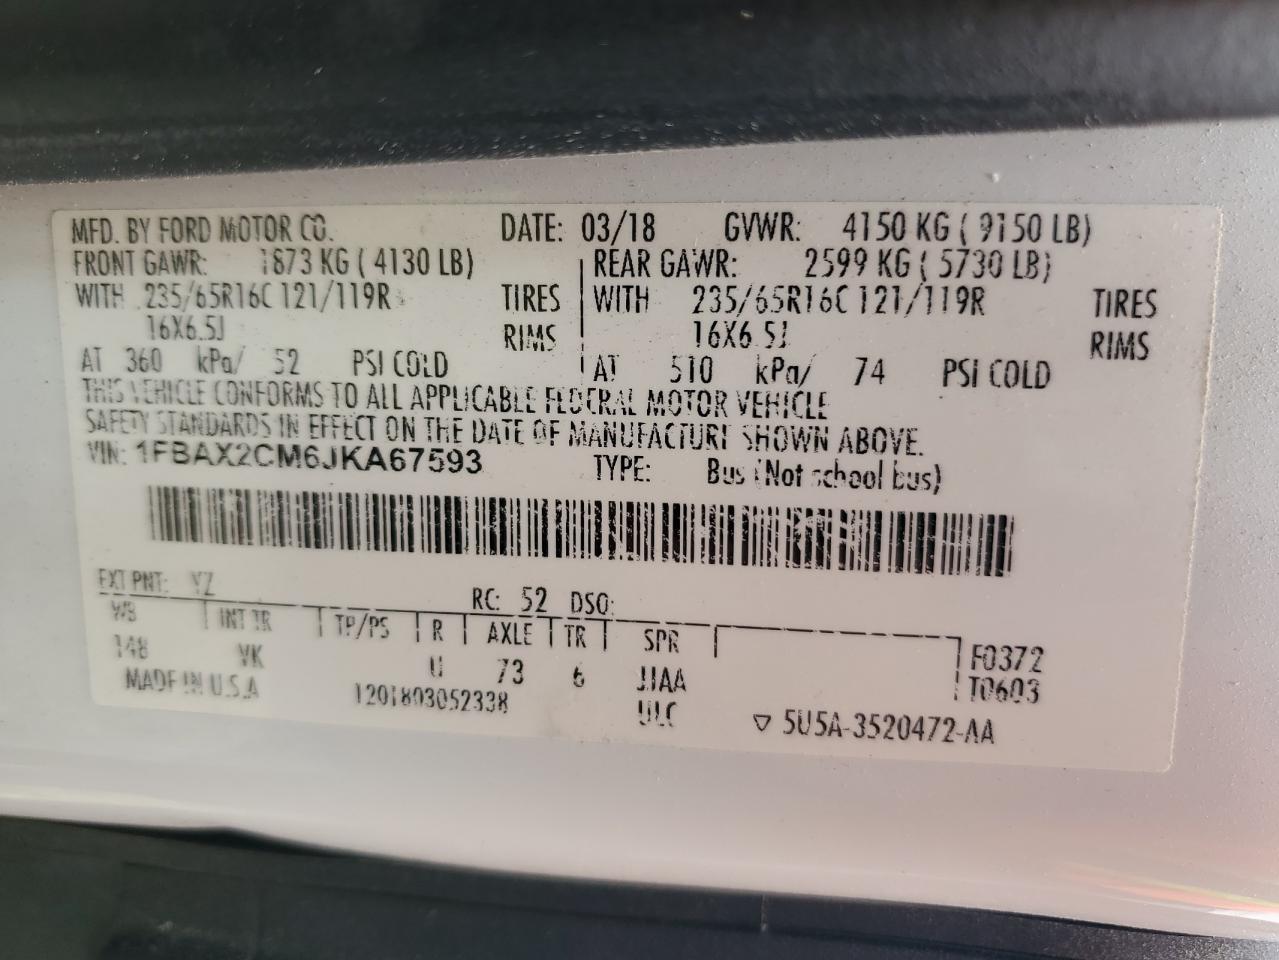 MFD. BY FORD MOTOR CO. DATE: 03/18 GVWR: 4150 KG ( 9150 LB)
FRONT GAWR: 1873 KG ( 4130 LB) REAR GAWR: 2599 KG ( 5730 LB)
WITH 235/65R16C 121/119R TIRES WITH 235/65R16C 121/119R TIRES
16X6.5J RIMS 16X6.5J RIMS
AT 360 kPa/ 52 PSI COLD AT 510 kPa/ 74 PSI COLD
THIS VEHICLE CONFORMS TO ALL APPLICABLE FEDERAL MOTOR VEHICLE
SAFETY STANDARDS IN EFFECT ON THE DATE OF MANUFACTURE SHOWN ABOVE.
VIN: 1FBAX2CM6JKA67593 TYPE: Bus (Not school bus)
EXT PNT: YZ RC: 52 DSO:
WB INT TR TP/PS R AXLE TR SPR F0372
148 VK U 73 6 JJAA T0603
MADE IN U.S.A 1201803052338 ULC ▽ 5U5A-3520472-AA